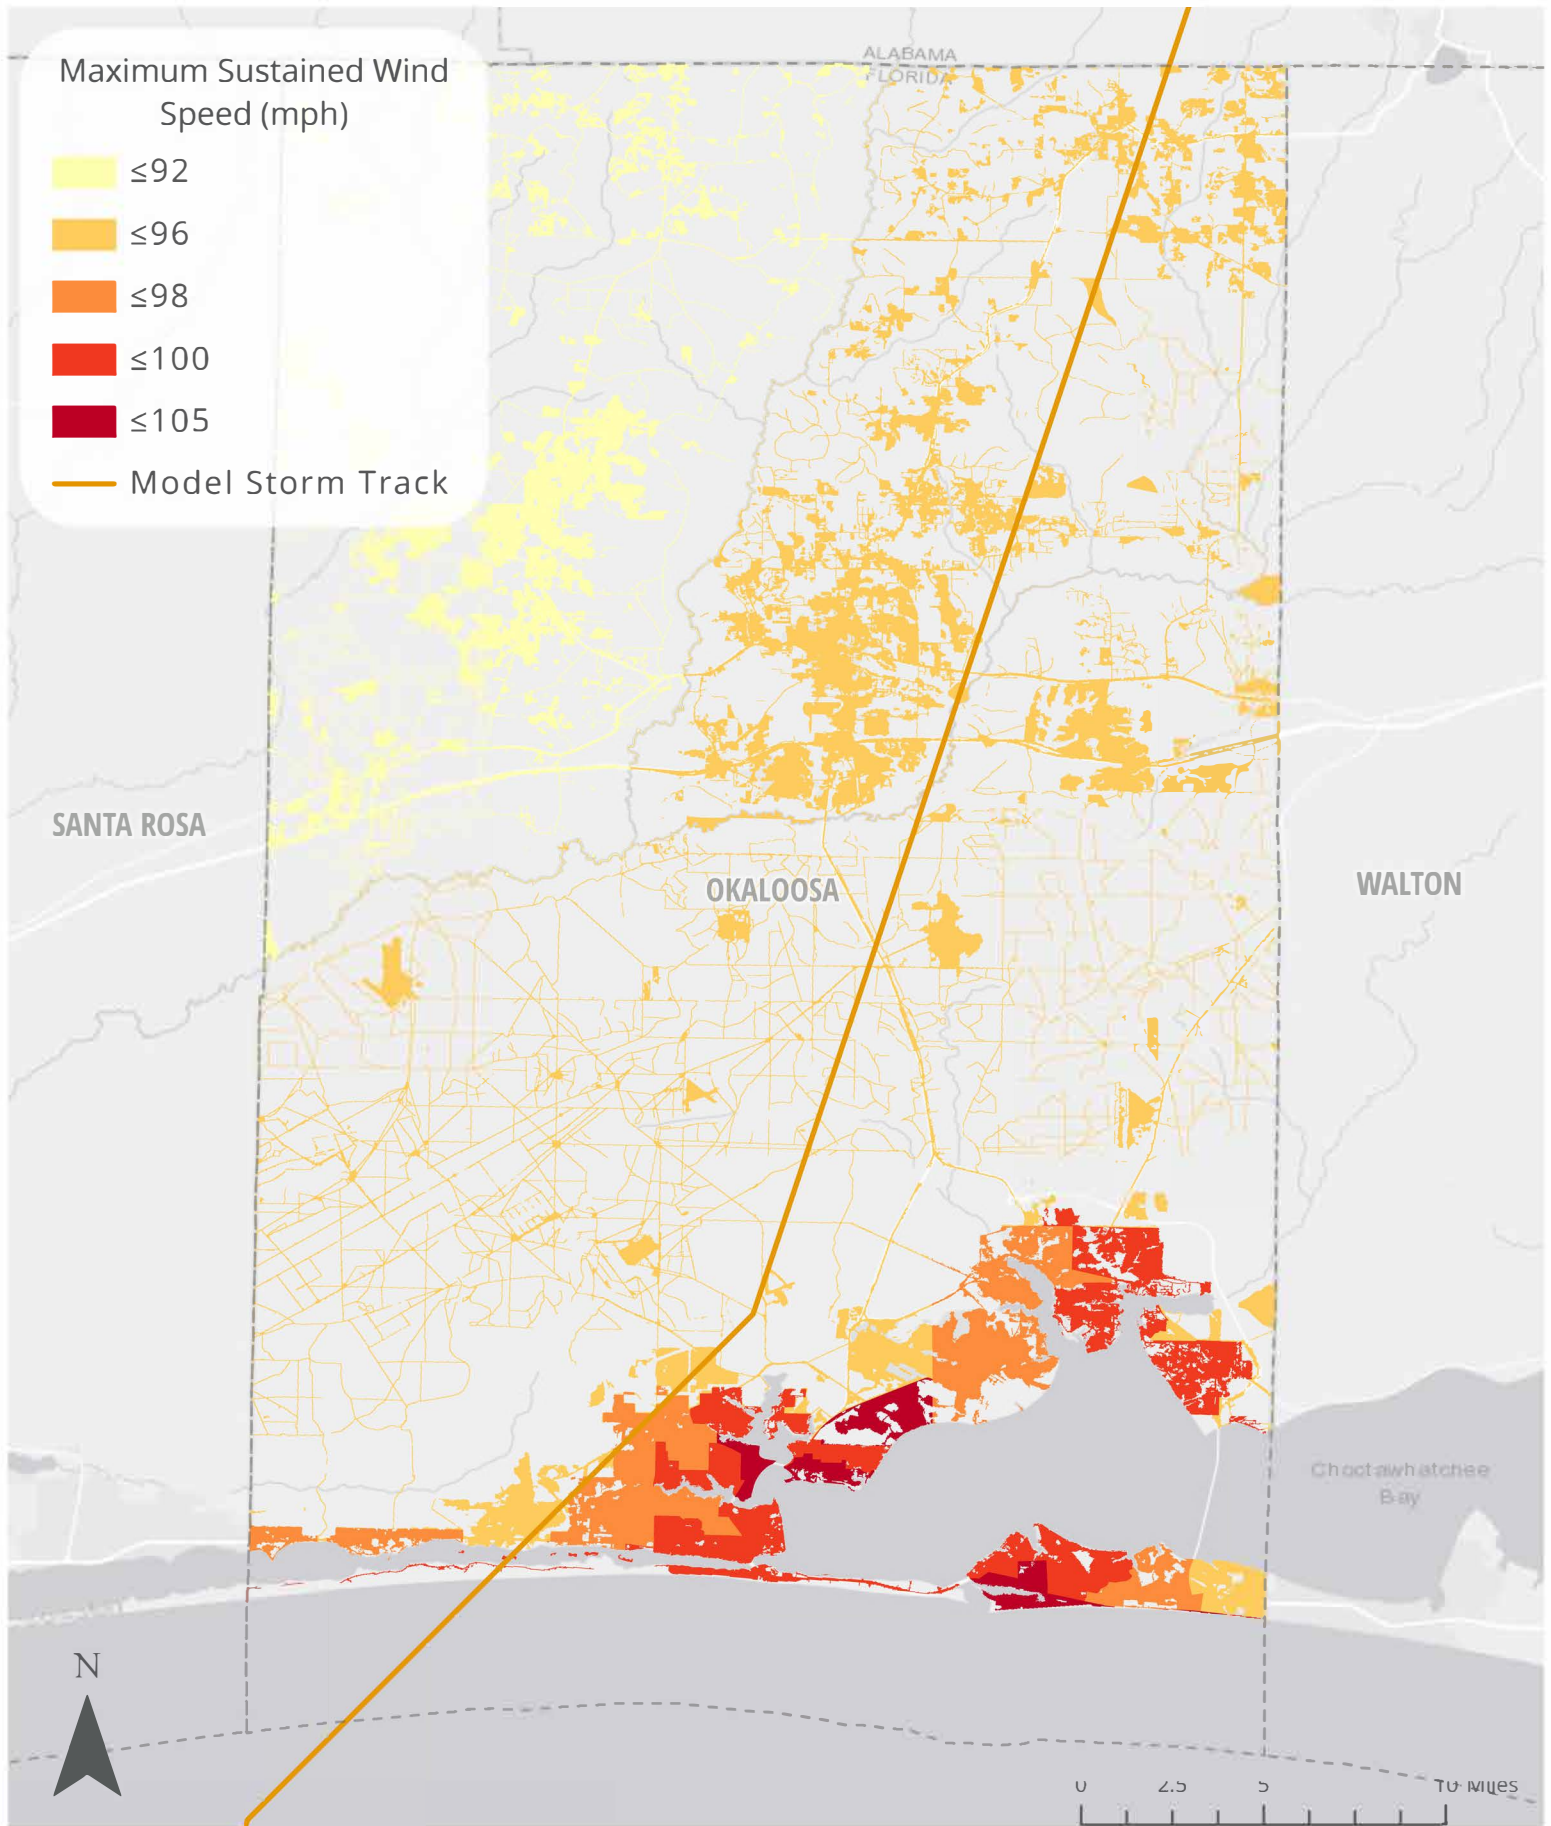 ALABAMA
FLORIDA
Maximum Sustained Wind
Speed (mph)
≤92
≤96
≤98
≤100
≤105
Model Storm Track
SANTA ROSA
OKALOOSA
WALTON
Choctawhatchee
Bay
N
0 2.5 5 10 Miles